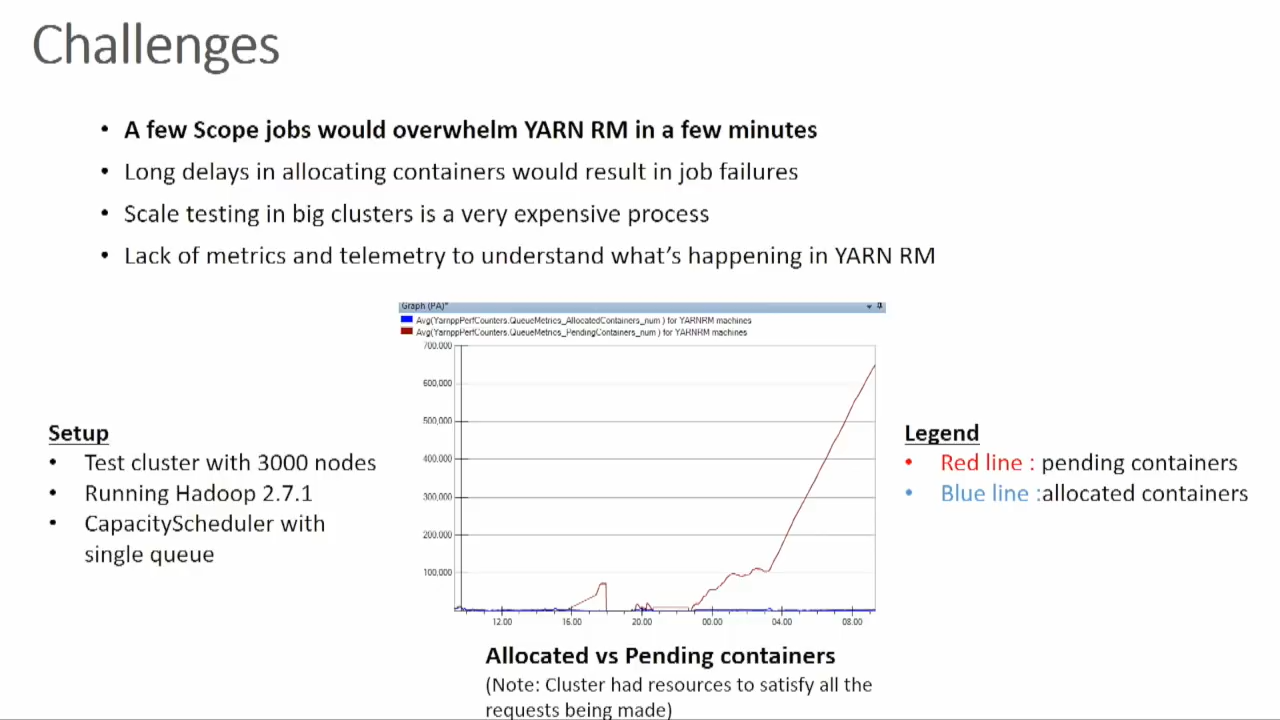 Challenges
• A few Scope jobs would overwhelm YARN RM in a few minutes
• Long delays in allocating containers would result in job failures
• Scale testing in big clusters is a very expensive process
• Lack of metrics and telemetry to understand what's happening in YARN RM
Graph (PA)*
Avg(YarnppPerfCounters.QueueMetrics_AllocatedContainers_num ) for YARNRM machines
Avg(YarnppPerfCounters.QueueMetrics_PendingContainers_num ) for YARNRM machines
700,000
600,000
500,000
400,000
300,000
200,000
100,000
12.00 16.00 20.00 00.00 04.00 08.00
Setup
• Test cluster with 3000 nodes
• Running Hadoop 2.7.1
• CapacityScheduler with
single queue
Legend
• Red line : pending containers
• Blue line :allocated containers
Allocated vs Pending containers
(Note: Cluster had resources to satisfy all the
requests being made)